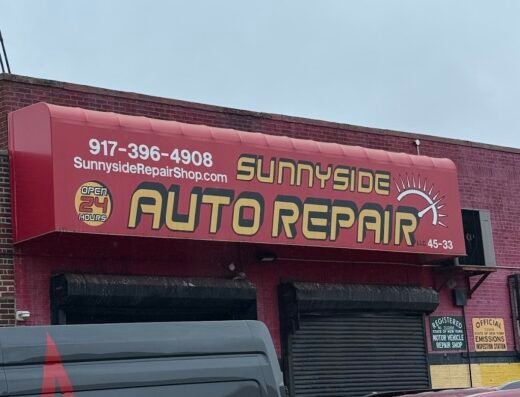 917-396-4908
SunnysideRepairShop.com
OPEN
24
HOURS
SUNNYSIDE
AUTO REPAIR
45-33
REGISTERED
STATE OF NEW YORK
MOTOR VEHICLE
REPAIR SHOP
OFFICIAL
STATE OF NEW YORK
EMISSIONS
INSPECTION STATION